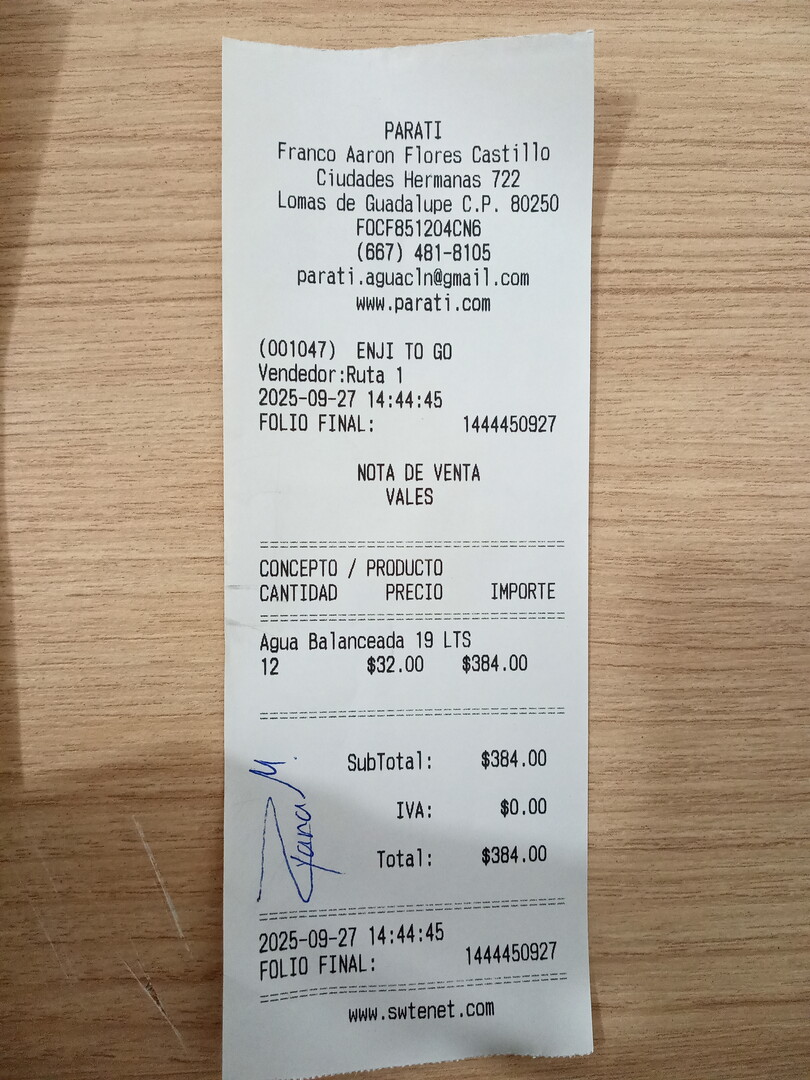 PARATI
Franco Aaron Flores Castillo
Ciudades Hermanas 722
Lomas de Guadalupe C.P. 80250
FOCF851204CN6
(667) 481-8105
parati.aguacln@gmail.com
www.parati.com
(001047) ENJI TO GO
Vendedor:Ruta 1
2025-09-27 14:44:45
FOLIO FINAL: 1444450927
NOTA DE VENTA
VALES
CONCEPTO / PRODUCTO
CANTIDAD PRECIO IMPORTE
Agua Balanceada 19 LTS
12 $32.00 $384.00
SubTotal: $384.00
IVA: $0.00
Total: $384.00
2025-09-27 14:44:45
FOLIO FINAL: 1444450927
www.swtenet.com